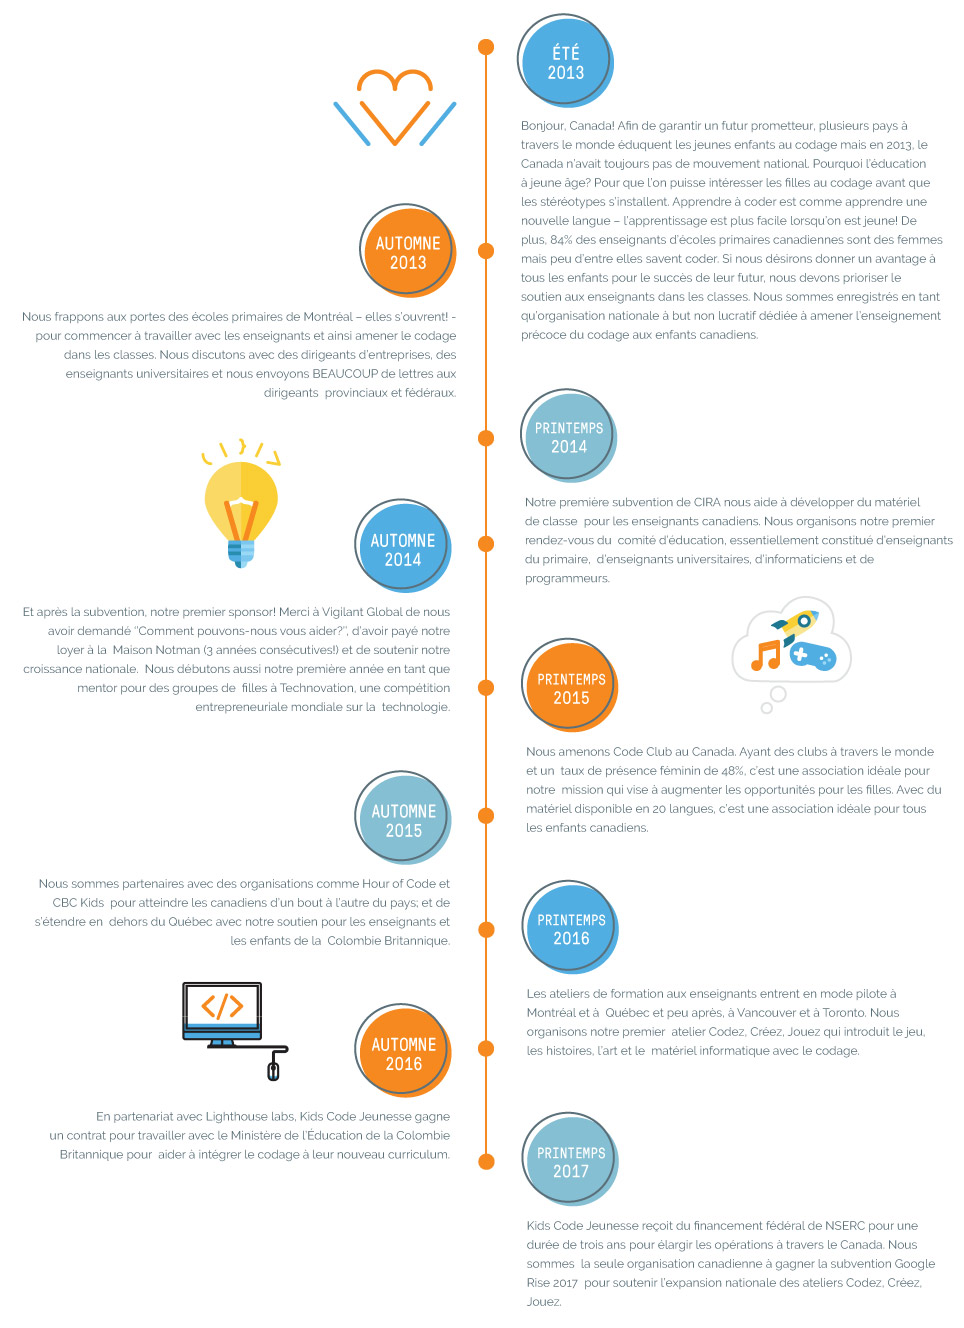 ÉTÉ
2013
Bonjour, Canada! Afin de garantir un futur prometteur, plusieurs pays à
travers le monde éduquent les jeunes enfants au codage mais en 2013, le
Canada n'avait toujours pas de mouvement national. Pourquoi l'éducation
à jeune âge? Pour que l'on puisse intéresser les filles au codage avant que
les stéréotypes s'installent. Apprendre à coder est comme apprendre une
nouvelle langue – l'apprentissage est plus facile lorsqu'on est jeune! De
plus, 84% des enseignants d'écoles primaires canadiennes sont des femmes
mais peu d'entre elles savent coder. Si nous désirons donner un avantage à
tous les enfants pour le succès de leur futur, nous devons prioriser le
soutien aux enseignants dans les classes. Nous sommes enregistrés en tant
qu'organisation nationale à but non lucratif dédiée à amener l'enseignement
précoce du codage aux enfants canadiens.
AUTOMNE
2013
Nous frappons aux portes des écoles primaires de Montréal – elles s'ouvrent! -
pour commencer à travailler avec les enseignants et ainsi amener le codage
dans les classes. Nous discutons avec des dirigeants d'entreprises, des
enseignants universitaires et nous envoyons BEAUCOUP de lettres aux
dirigeants provinciaux et fédéraux.
PRINTEMPS
2014
Notre première subvention de CIRA nous aide à développer du matériel
de classe pour les enseignants canadiens. Nous organisons notre premier
rendez-vous du comité d'éducation, essentiellement constitué d'enseignants
du primaire, d'enseignants universitaires, d'informaticiens et de
programmeurs.
AUTOMNE
2014
Et après la subvention, notre premier sponsor! Merci à Vigilant Global de nous
avoir demandé "Comment pouvons-nous vous aider?", d'avoir payé notre
loyer à la Maison Notman (3 années consécutives!) et de soutenir notre
croissance nationale. Nous débutons aussi notre première année en tant que
mentor pour des groupes de filles à Technovation, une compétition
entrepreneuriale mondiale sur la technologie.
PRINTEMPS
2015
Nous amenons Code Club au Canada. Ayant des clubs à travers le monde
et un taux de présence féminin de 48%, c'est une association idéale pour
notre mission qui vise à augmenter les opportunités pour les filles. Avec du
matériel disponible en 20 langues, c'est une association idéale pour tous
les enfants canadiens.
AUTOMNE
2015
Nous sommes partenaires avec des organisations comme Hour of Code et
CBC Kids pour atteindre les canadiens d'un bout à l'autre du pays; et de
s'étendre en dehors du Québec avec notre soutien pour les enseignants et
les enfants de la Colombie Britannique.
PRINTEMPS
2016
Les ateliers de formation aux enseignants entrent en mode pilote à
Montréal et à Québec et peu après, à Vancouver et à Toronto. Nous
organisons notre premier atelier Codez, Créez, Jouez qui introduit le jeu,
les histoires, l'art et le matériel informatique avec le codage.
AUTOMNE
2016
En partenariat avec Lighthouse labs, Kids Code Jeunesse gagne
un contrat pour travailler avec le Ministère de l'Éducation de la Colombie
Britannique pour aider à intégrer le codage à leur nouveau curriculum.
PRINTEMPS
2017
Kids Code Jeunesse reçoit du financement fédéral de NSERC pour une
durée de trois ans pour élargir les opérations à travers le Canada. Nous
sommes la seule organisation canadienne à gagner la subvention Google
Rise 2017 pour soutenir l'expansion nationale des ateliers Codez, Créez,
Jouez.